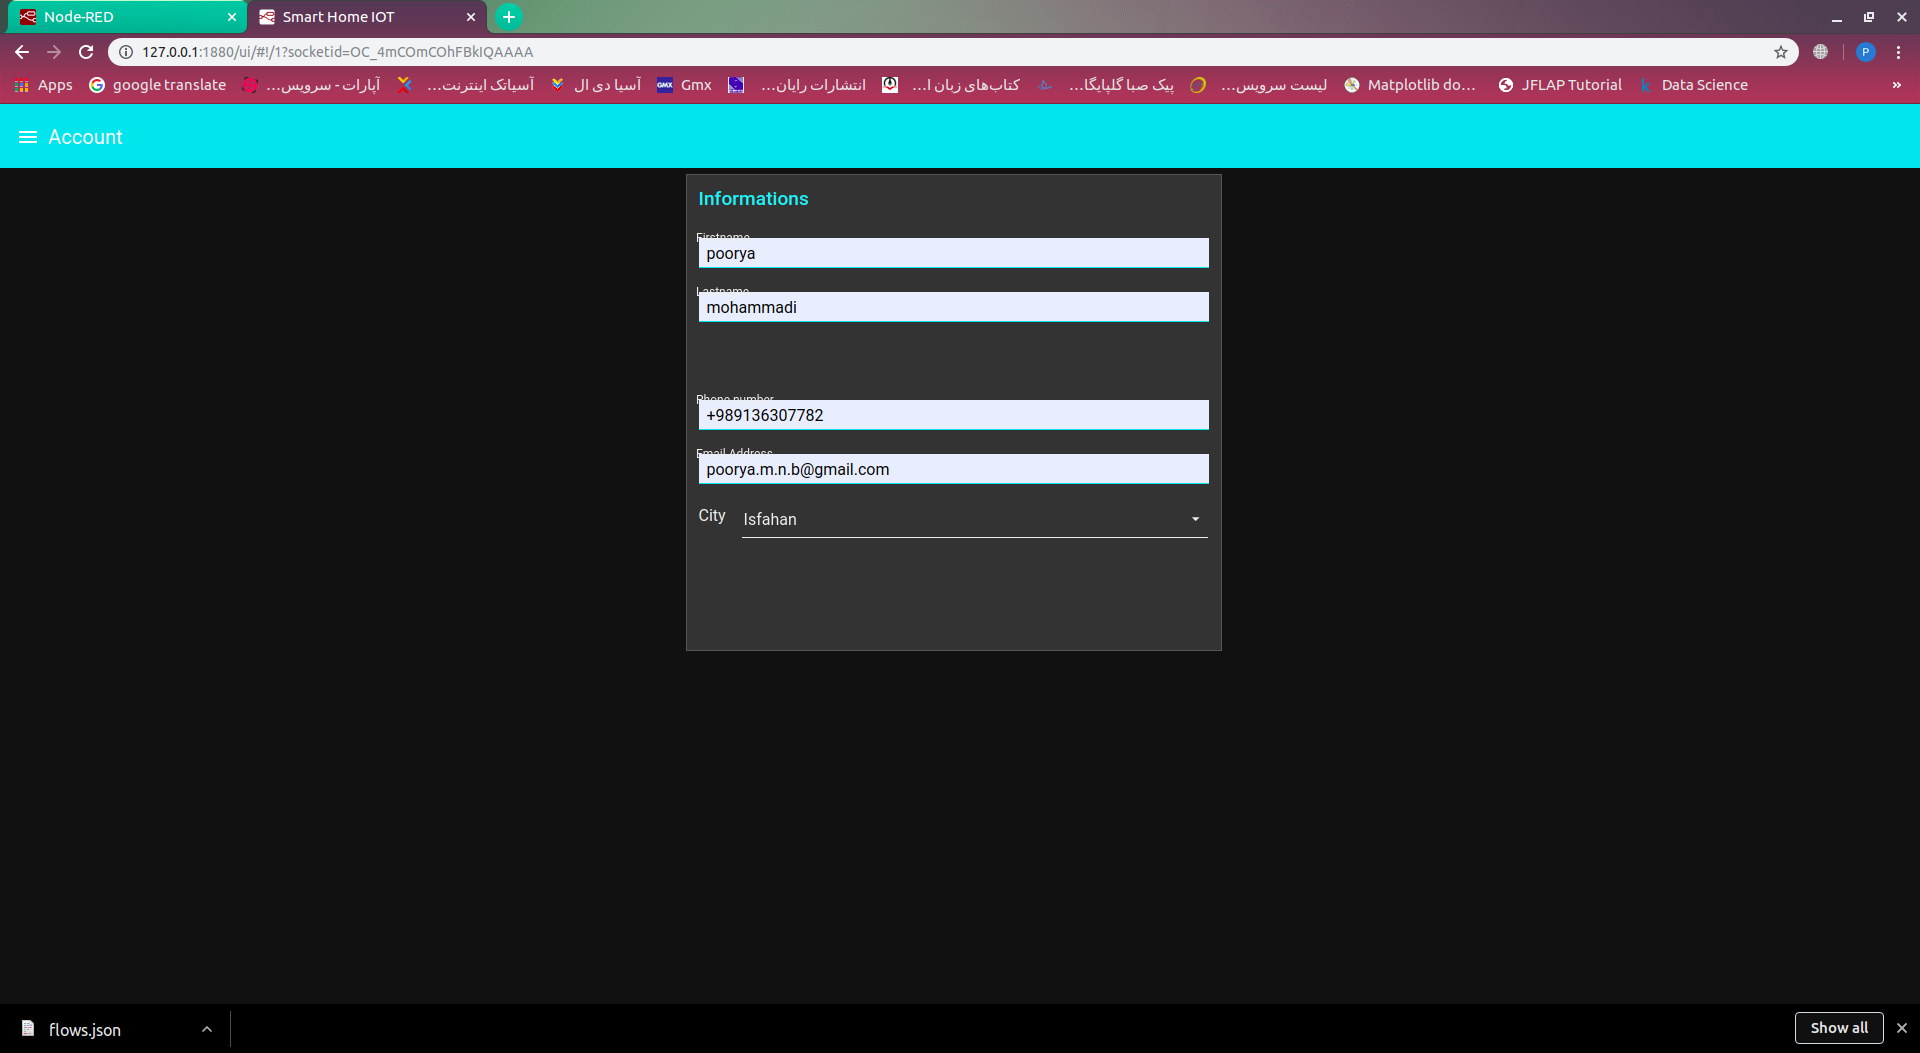 Node-RED
Smart Home IOT
127.0.0.1:1880/ui/#!/1?socketid=OC_4mCOmCOhFBkIQAAAA
P
Apps
google translate
آپارات - سرویس...
آسیاتک اینترنت...
آسیا دی ال
GMX
Gmx
انتشارات رایان...
کتاب‌های زبان ا...
پیک صبا گلپایگا...
لیست سرویس...
Matplotlib do...
JFLAP Tutorial
k
Data Science
»
Account
Informations
Firstname
poorya
Lastname
mohammadi
Phone number
+989136307782
Email Address
poorya.m.n.b@gmail.com
City
Isfahan
flows.json
Show all